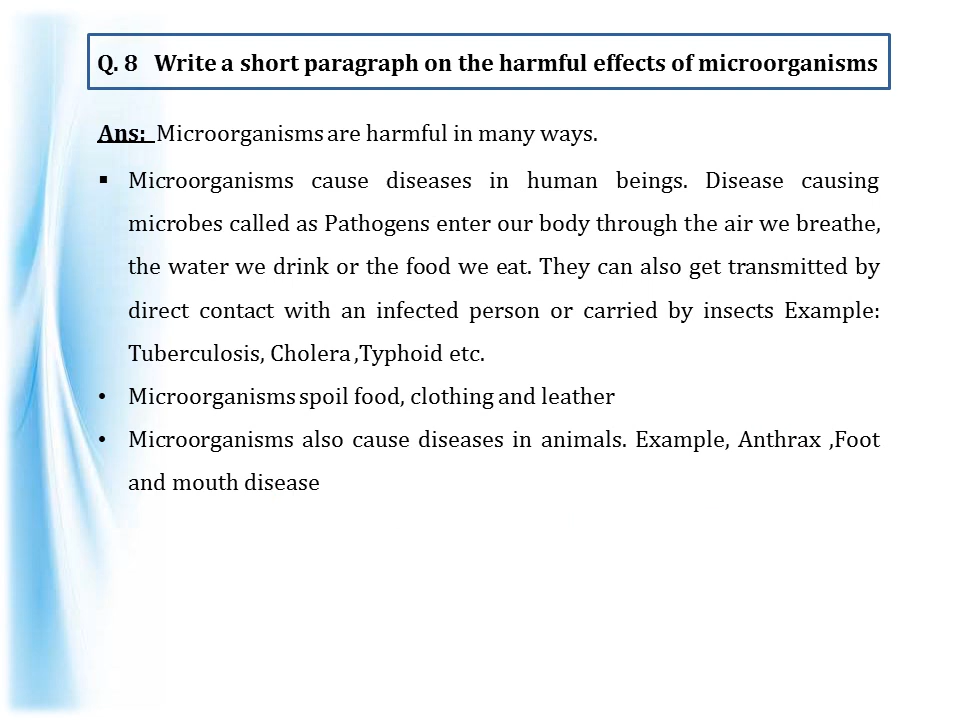 Q. 8 Write a short paragraph on the harmful effects of microorganisms
Ans: Microorganisms are harmful in many ways.
▪ Microorganisms cause diseases in human beings. Disease causing
microbes called as Pathogens enter our body through the air we breathe,
the water we drink or the food we eat. They can also get transmitted by
direct contact with an infected person or carried by insects Example:
Tuberculosis, Cholera ,Typhoid etc.
• Microorganisms spoil food, clothing and leather
• Microorganisms also cause diseases in animals. Example, Anthrax ,Foot
and mouth disease